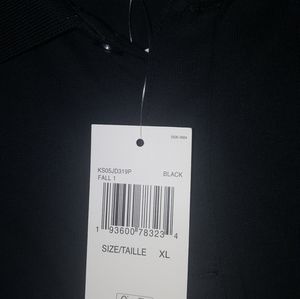 KS05JD319P
FALL 1
BLACK
1 93600 78323 4
SIZE/TAILLE XL